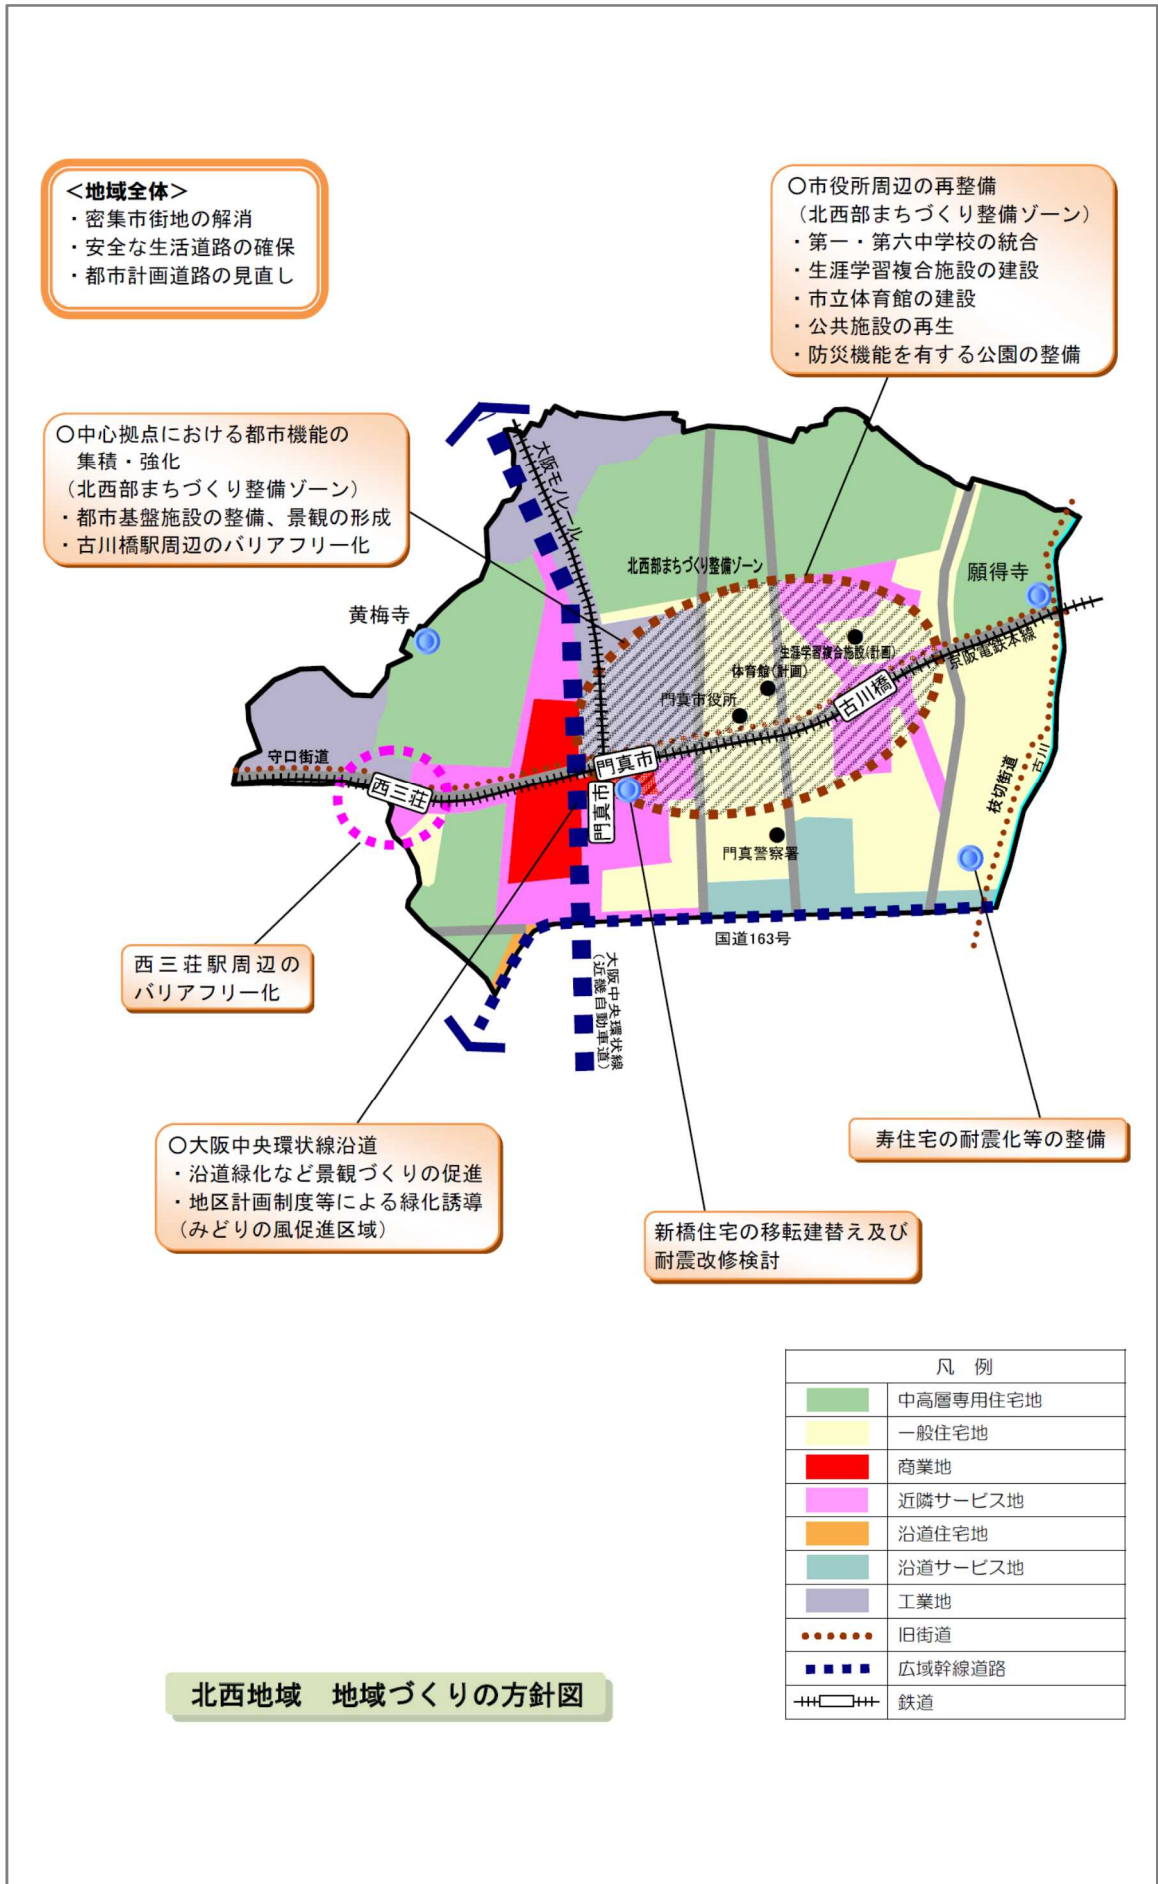 ＜地域全体＞
・密集市街地の解消
・安全な生活道路の確保
・都市計画道路の見直し
〇市役所周辺の再整備
（北西部まちづくり整備ゾーン）
・第一・第六中学校の統合
・生涯学習複合施設の建設
・市立体育館の建設
・公共施設の再生
・防災機能を有する公園の整備
〇中心拠点における都市機能の
集積・強化
（北西部まちづくり整備ゾーン）
・都市基盤施設の整備、景観の形成
・古川橋駅周辺のバリアフリー化
大阪モノレール
北西部まちづくり整備ゾーン
願得寺
黄梅寺
生涯学習複合施設(計画)
体育館(計画)
門真市役所
京阪電鉄本線
古川橋
守口街道
門真市
西三荘
門真市
枝切街道
古川
門真警察署
国道163号
大阪中央環状線
（近畿自動車道）
西三荘駅周辺の
バリアフリー化
〇大阪中央環状線沿道
・沿道緑化など景観づくりの促進
・地区計画制度等による緑化誘導
（みどりの風促進区域）
寿住宅の耐震化等の整備
新橋住宅の移転建替え及び
耐震改修検討
凡 例
中高層専用住宅地
一般住宅地
商業地
近隣サービス地
沿道住宅地
沿道サービス地
工業地
旧街道
広域幹線道路
鉄道
北西地域　地域づくりの方針図